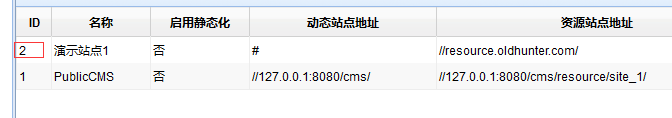 ID 名称 启用静态化 动态站点地址 资源站点地址
2 演示站点1 否 # //resource.oldhunter.com/
1 PublicCMS 否 //127.0.0.1:8080/cms/ //127.0.0.1:8080/cms/resource/site_1/